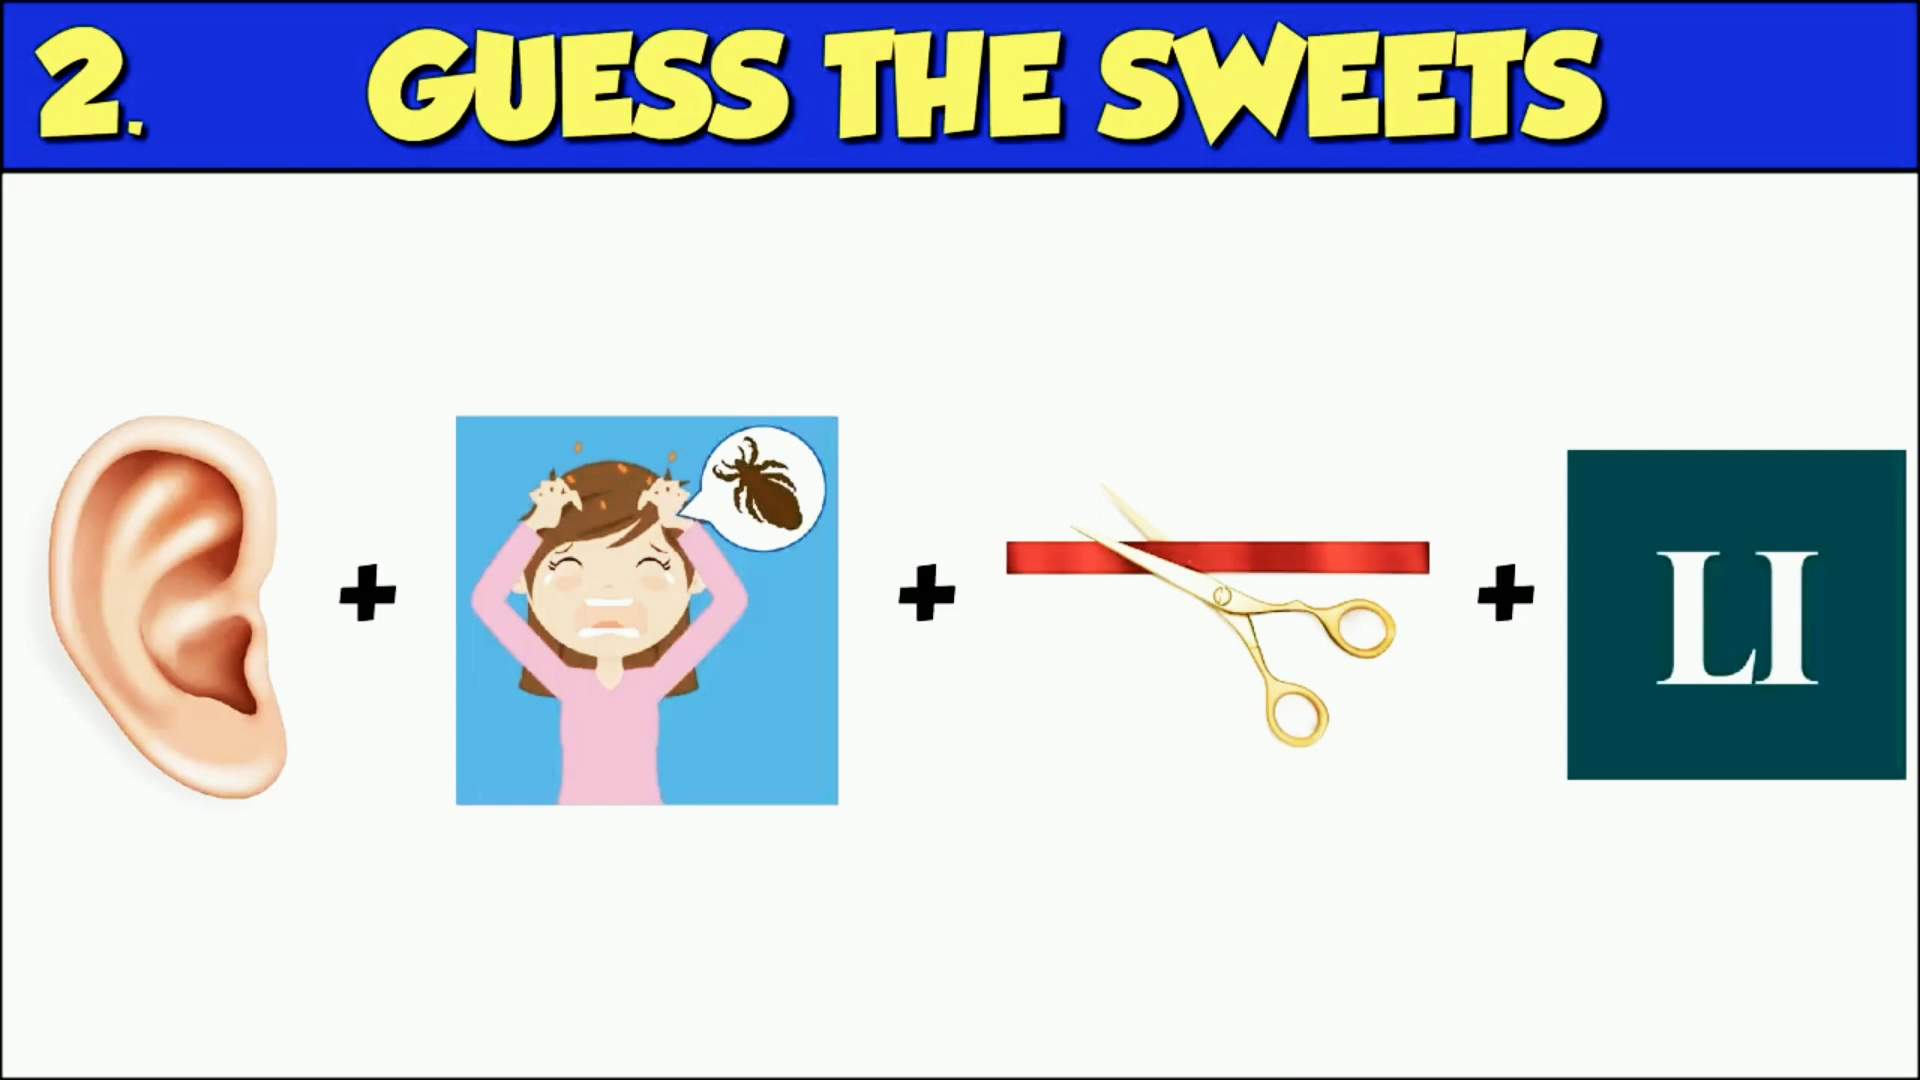 2. GUESS THE SWEETS
+ + +
LI